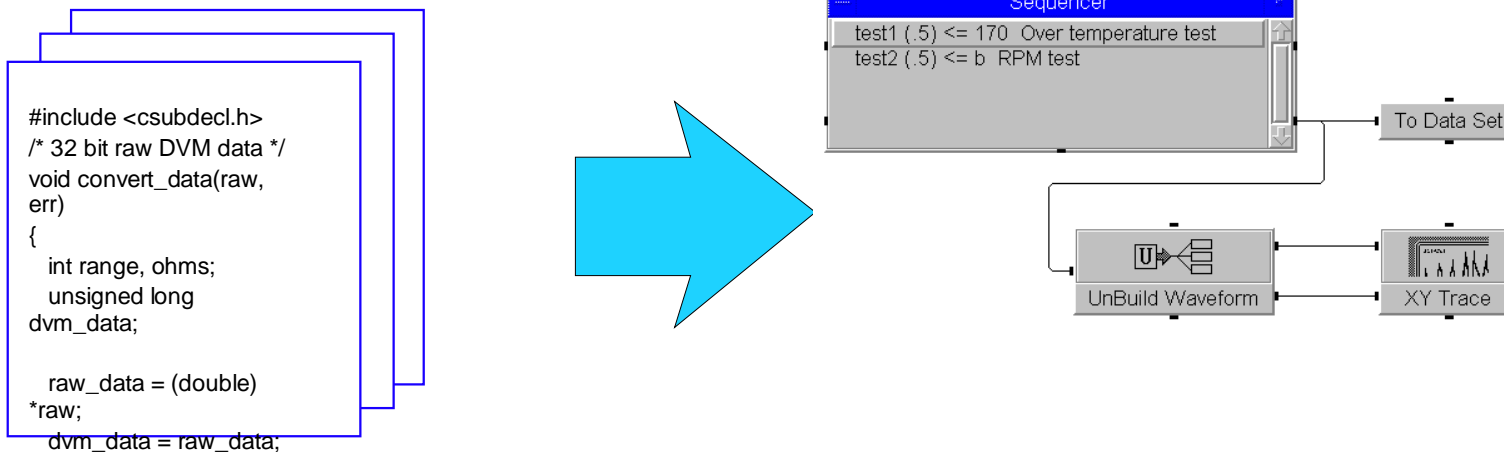 #include <csubdecl.h>
/* 32 bit raw DVM data */
void convert_data(raw,
err)
{
int range, ohms;
unsigned long
dvm_data;
raw_data = (double)
*raw;
dvm_data = raw_data;
Sequencer
test1 (.5) <= 170 Over temperature test
test2 (.5) <= b RPM test
To Data Set
U
UnBuild Waveform
XY Trace